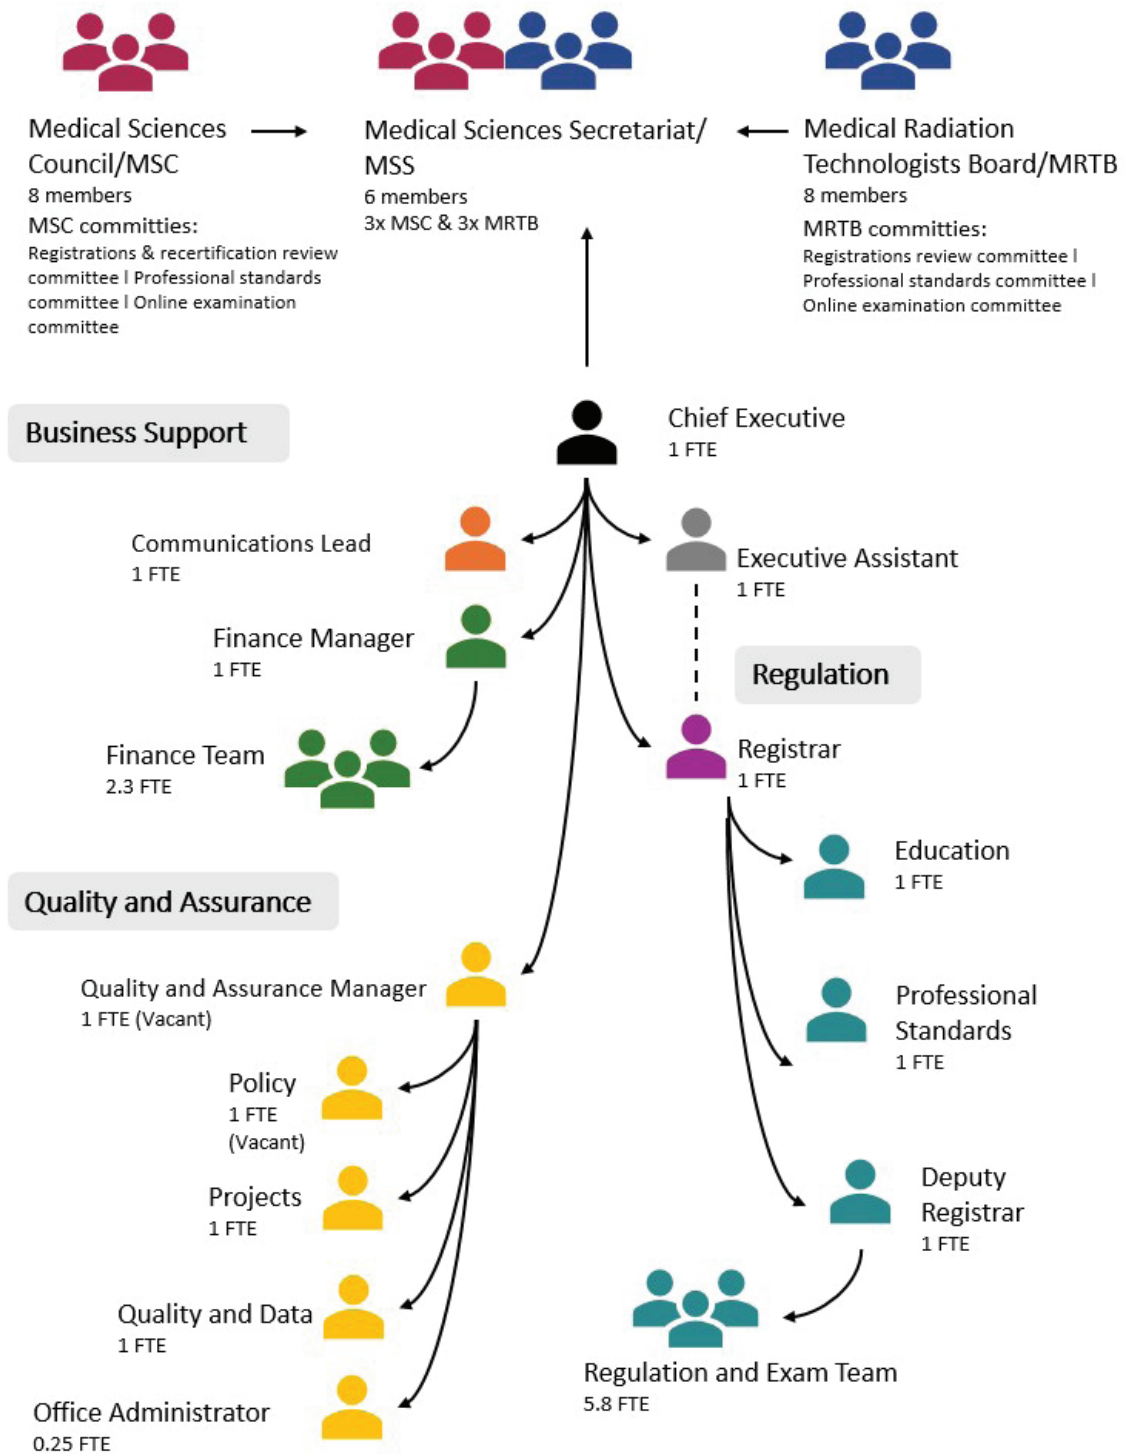 Medical Sciences
Council/MSC
8 members
MSC committies:
Registrations & recertification review
committee l Professional standards
committee l Online examination
committee
Medical Sciences Secretariat/
MSS
6 members
3x MSC & 3x MRTB
Medical Radiation
Technologists Board/MRTB
8 members
MRTB committies:
Registrations review committee l
Professional standards committee l
Online examination committee
Business Support
Chief Executive
1 FTE
Communications Lead
1 FTE
Executive Assistant
1 FTE
Finance Manager
1 FTE
Regulation
Finance Team
2.3 FTE
Registrar
1 FTE
Education
1 FTE
Quality and Assurance
Quality and Assurance Manager
1 FTE (Vacant)
Professional
Standards
1 FTE
Policy
1 FTE
(Vacant)
Projects
1 FTE
Deputy
Registrar
1 FTE
Quality and Data
1 FTE
Regulation and Exam Team
5.8 FTE
Office Administrator
0.25 FTE